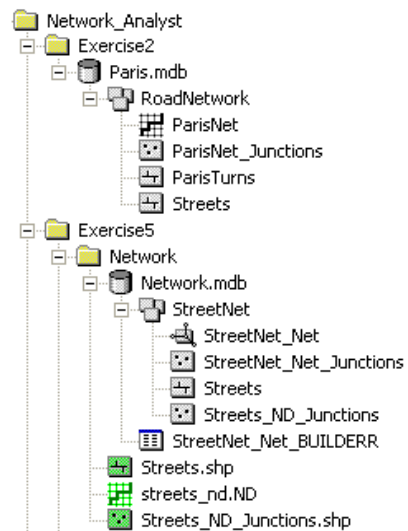 Network_Analyst
Exercise2
Paris.mdb
RoadNetwork
ParisNet
ParisNet_Junctions
ParisTurns
Streets
Exercise5
Network
Network.mdb
StreetNet
StreetNet_Net
StreetNet_Net_Junctions
Streets
Streets_ND_Junctions
StreetNet_Net_BUILDERR
Streets.shp
streets_nd.ND
Streets_ND_Junctions.shp